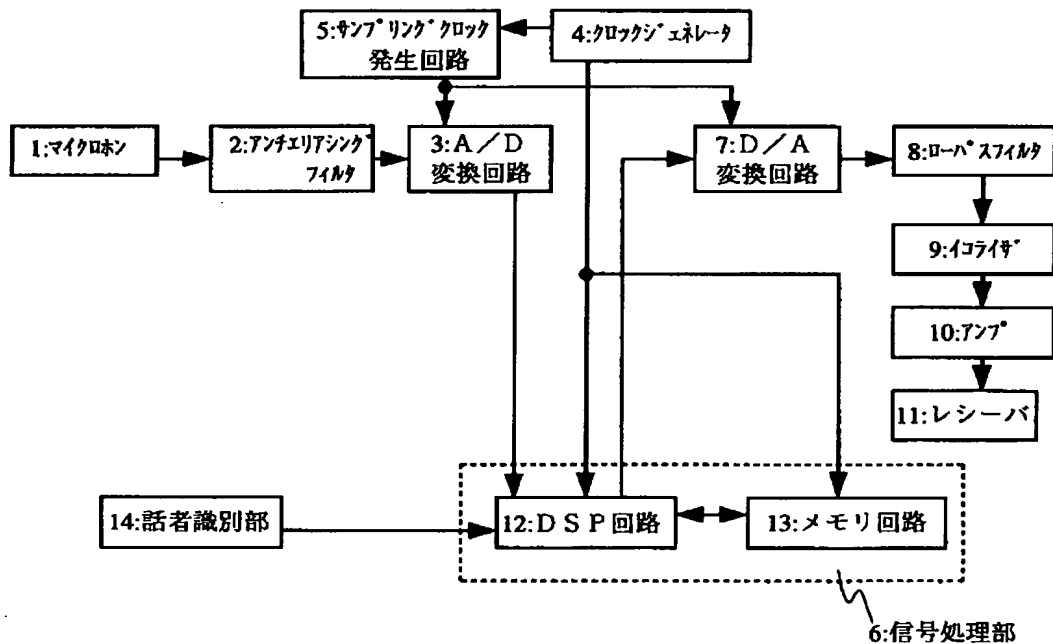 5:ｻﾝﾌﾟﾘﾝｸﾞｸﾛｯｸ
発生回路
4:ｸﾛｯｸｼﾞｪﾈﾚｰﾀ
1:ﾏｲｸﾛﾎﾝ
2:ｱﾝﾁｴﾘｱｼﾝｸﾞ
ﾌｨﾙﾀ
3:Ａ／Ｄ
変換回路
7:Ｄ／Ａ
変換回路
8:ﾛｰﾊﾟｽﾌｨﾙﾀ
9:ｲｺﾗｲｻﾞ
10:ｱﾝﾌﾟ
11:レシーバ
14:話者識別部
12:ＤＳＰ回路
13:メモリ回路
6:信号処理部